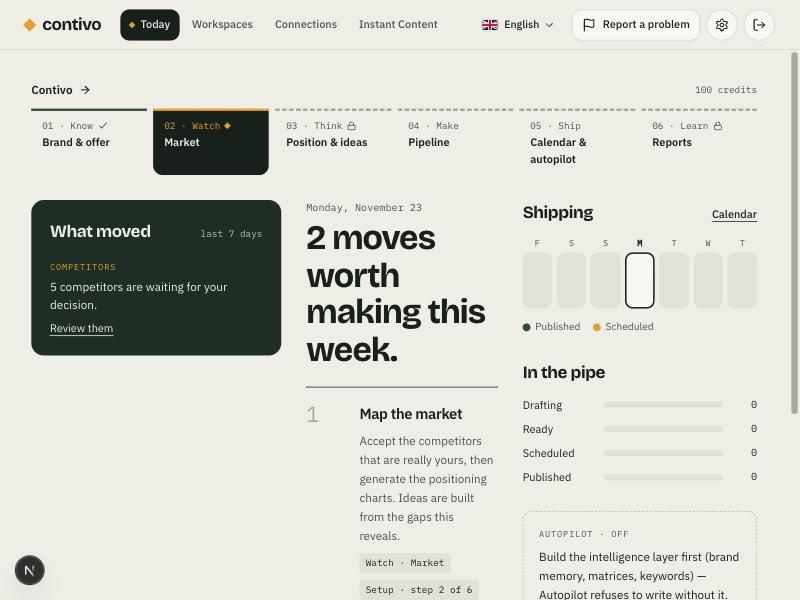 contivo
Today
Workspaces
Connections
Instant Content
English
Report a problem
Contivo →
100 credits
01 · Know ✓
Brand & offer
02 · Watch ◆
Market
03 · Think
Position & ideas
04 · Make
Pipeline
05 · Ship
Calendar &
autopilot
06 · Learn
Reports
What moved
last 7 days
COMPETITORS
5 competitors are waiting for your
decision.
Review them
Monday, November 23
2 moves
worth
making this
week.
1
Map the market
Accept the competitors
that are really yours, then
generate the positioning
charts. Ideas are built
from the gaps this
reveals.
Watch · Market
Setup · step 2 of 6
Shipping
Calendar
F S S M T W T
Published
Scheduled
In the pipe
Drafting 0
Ready 0
Scheduled 0
Published 0
AUTOPILOT · OFF
Build the intelligence layer first (brand
memory, matrices, keywords) —
Autopilot refuses to write without it.
N